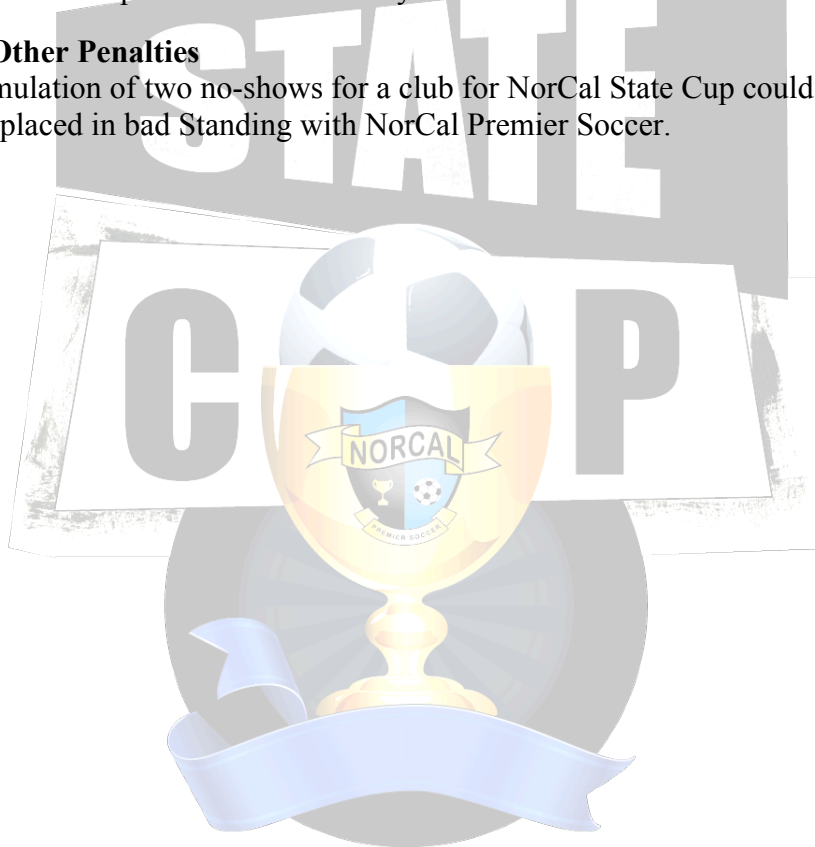 Other Penalties
mulation of two no-shows for a club for NorCal State Cup could
placed in bad Standing with NorCal Premier Soccer.
STATE
C P
NORCAL
PREMIER SOCCER